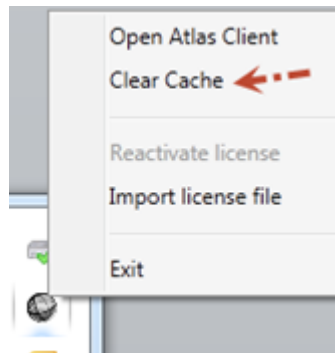 Open Atlas Client
Clear Cache
Reactivate license
Import license file
Exit